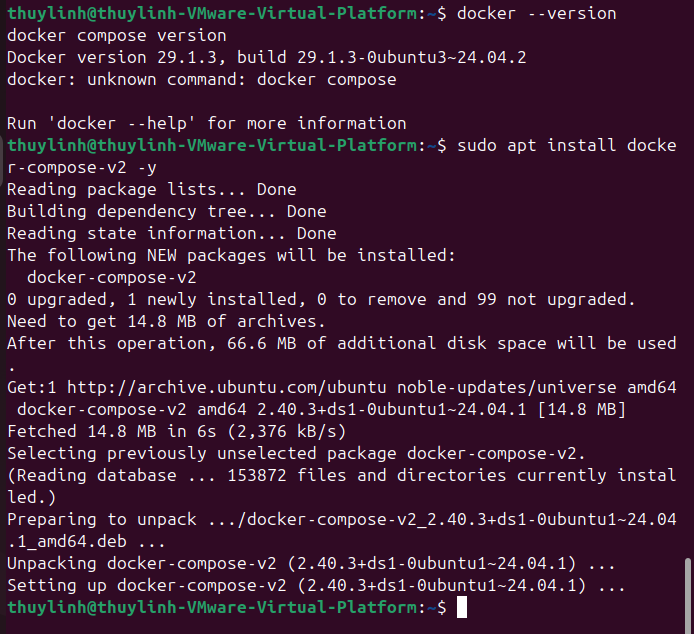 thuylinh@thuylinh-VMware-Virtual-Platform:~$ docker --version
docker compose version
Docker version 29.1.3, build 29.1.3-0ubuntu3~24.04.2
docker: unknown command: docker compose

Run 'docker --help' for more information
thuylinh@thuylinh-VMware-Virtual-Platform:~$ sudo apt install docke
r-compose-v2 -y
Reading package lists... Done
Building dependency tree... Done
Reading state information... Done
The following NEW packages will be installed:
  docker-compose-v2
0 upgraded, 1 newly installed, 0 to remove and 99 not upgraded.
Need to get 14.8 MB of archives.
After this operation, 66.6 MB of additional disk space will be used
.
Get:1 http://archive.ubuntu.com/ubuntu noble-updates/universe amd64
 docker-compose-v2 amd64 2.40.3+ds1-0ubuntu1~24.04.1 [14.8 MB]
Fetched 14.8 MB in 6s (2,376 kB/s)
Selecting previously unselected package docker-compose-v2.
(Reading database ... 153872 files and directories currently instal
led.)
Preparing to unpack .../docker-compose-v2_2.40.3+ds1-0ubuntu1~24.04
.1_amd64.deb ...
Unpacking docker-compose-v2 (2.40.3+ds1-0ubuntu1~24.04.1) ...
Setting up docker-compose-v2 (2.40.3+ds1-0ubuntu1~24.04.1) ...
thuylinh@thuylinh-VMware-Virtual-Platform:~$